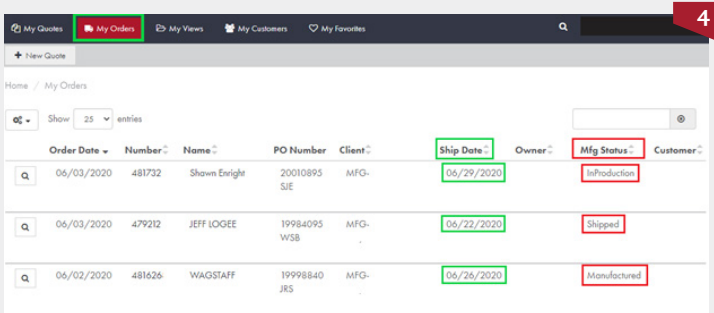 4
My Quotes My Orders My Views My Customers My Favorites
+ New Quote
Home / My Orders
Show 25 entries
Order Date Number Name PO Number Client Ship Date Owner Mfg Status Customer
06/03/2020 481732 Shawn Enright 20010895 MFG- 06/29/2020 InProduction
SJE
06/03/2020 479212 JEFF LOGEE 19984095 MFG- 06/22/2020 Shipped
WSB
06/02/2020 481626 WAGSTAFF 19998840 MFG- 06/26/2020 Manufactured
JRS